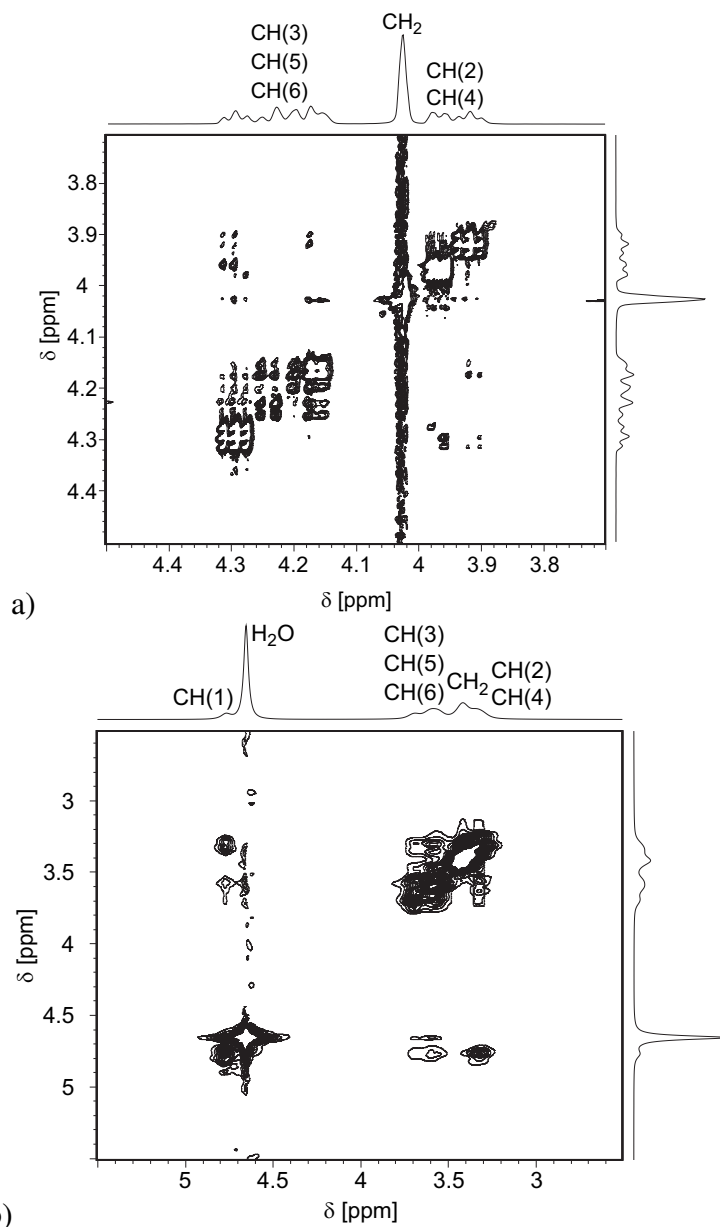 CH(3)
CH(5)
CH(6)
CH₂
CH(2)
CH(4)
3.8
3.9
4
4.1
4.2
4.3
4.4
δ [ppm]
4.4 4.3 4.2 4.1 4 3.9 3.8
δ [ppm]
a)
CH(1)
H₂O
CH(3)
CH(5)
CH(6)
CH₂
CH(2)
CH(4)
3
3.5
4
4.5
5
δ [ppm]
5 4.5 4 3.5 3
δ [ppm]